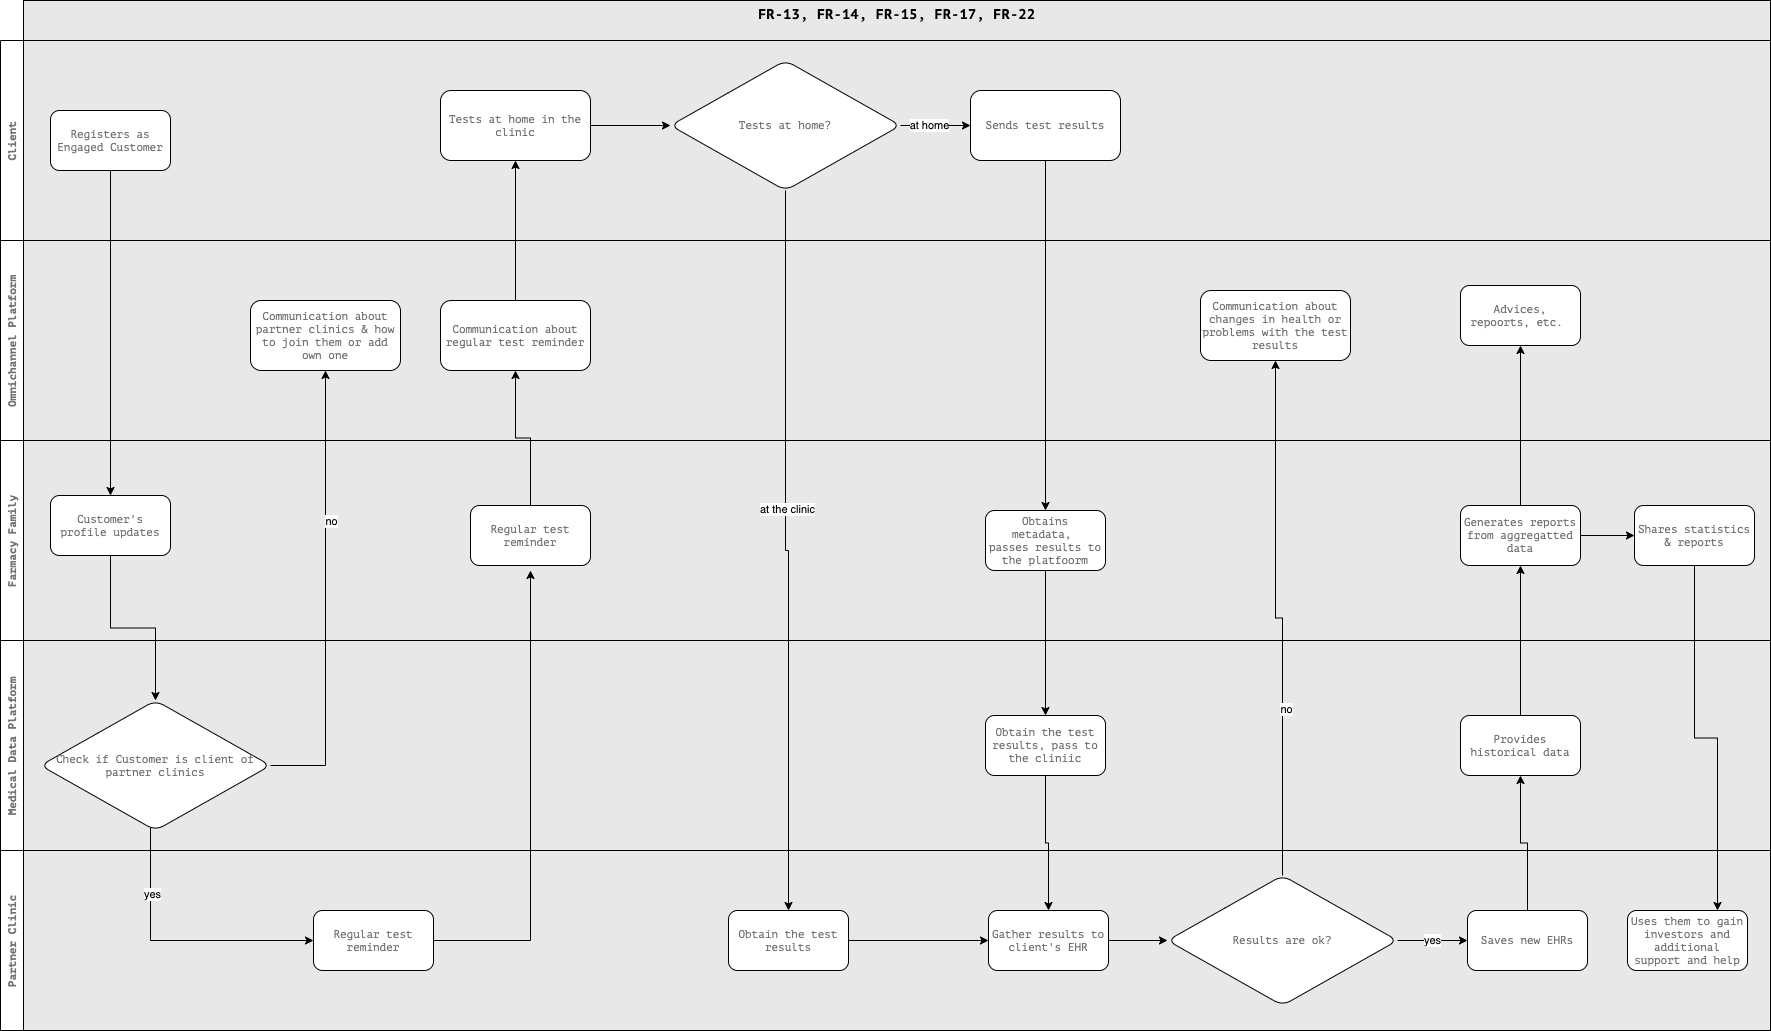 FR-13, FR-14, FR-15, FR-17, FR-22
Client
Registers as
Engaged Customer
Tests at home in the
clinic
Tests at home?
at home
Sends test results
Omnichannel Platform
Communication about
partner clinics & how
to join them or add
own one
Communication about
regular test reminder
Communication about
changes in health or
problems with the test
results
Advices,
repoorts, etc.
Farmacy Family
Customer's
profile updates
no
Regular test
reminder
at the clinic
Obtains
metadata,
passes results to
the platfoorm
Generates reports
from aggregatted
data
Shares statistics
& reports
Medical Data Platform
Check if Customer is client of
partner clinics
Obtain the test
results, pass to
the cliniic
no
Provides
historical data
Partner Clinic
yes
Regular test
reminder
Obtain the test
results
Gather results to
client's EHR
Results are ok?
yes
Saves new EHRs
Uses them to gain
investors and
additional
support and help